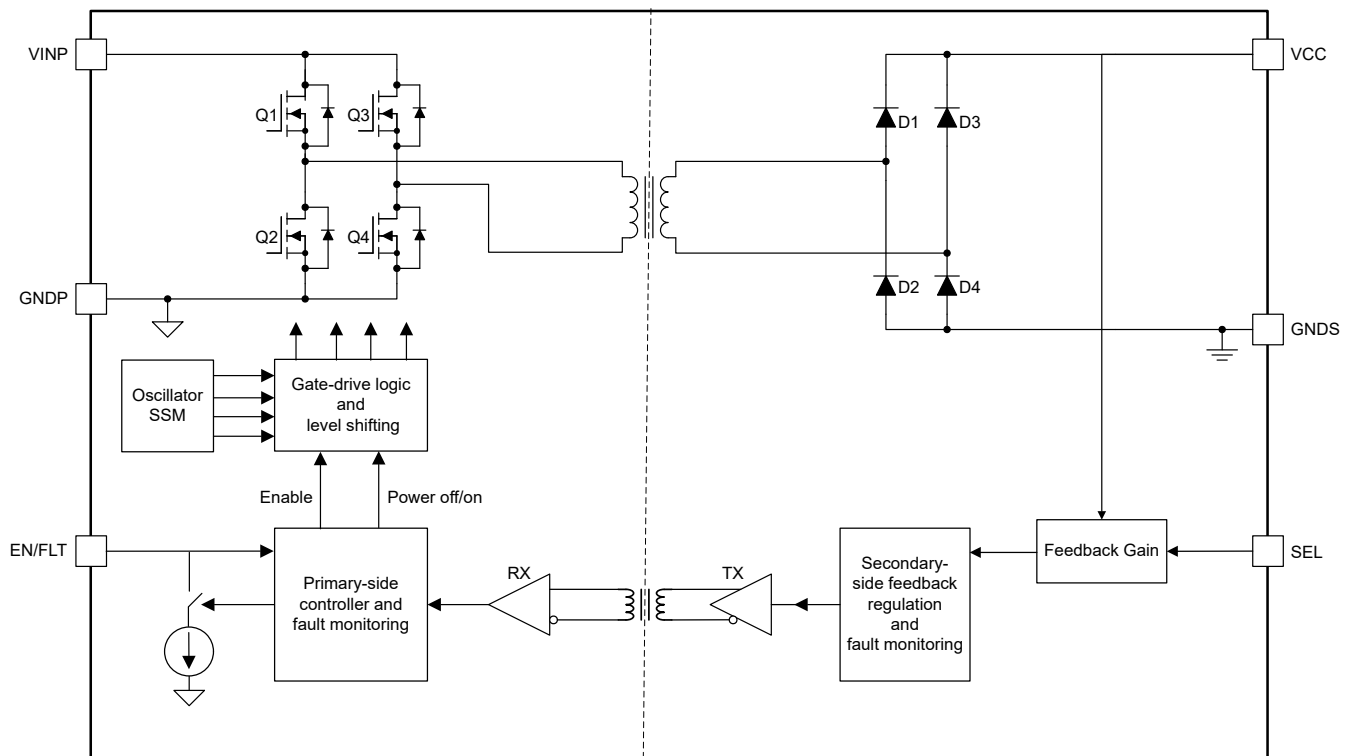 VINP
VCC
Q1
Q3
D1
D3
Q2
Q4
D2
D4
GNDP
GNDS
Oscillator
SSM
Gate-drive logic
and
level shifting
Enable
Power off/on
EN/FLT
Primary-side
controller and
fault monitoring
RX
TX
Secondary-
side feedback
regulation
and
fault monitoring
Feedback Gain
SEL